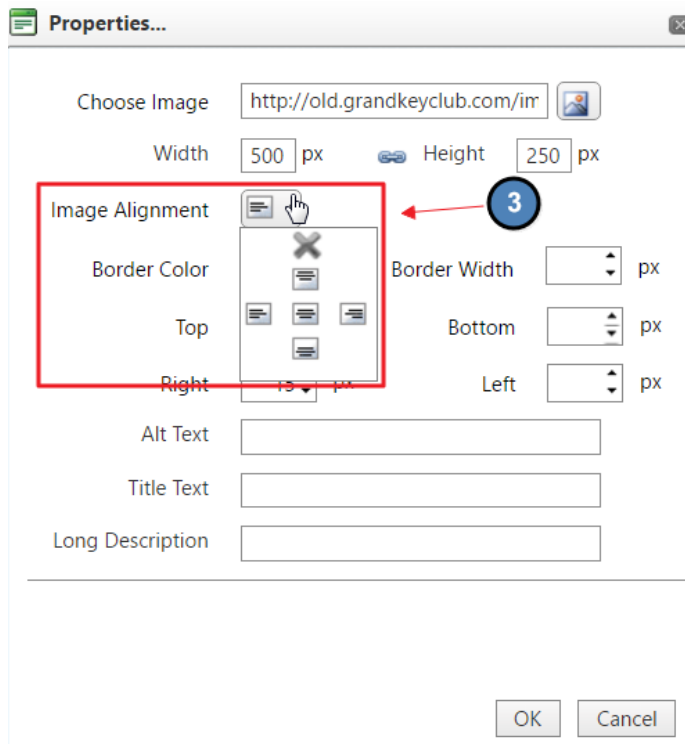 Properties...
Choose Image http://old.grandkeyclub.com/im
Width 500 px Height 250 px
Image Alignment 3
Border Color Border Width px
Top Bottom px
Right 15 px Left px
Alt Text
Title Text
Long Description
OK Cancel